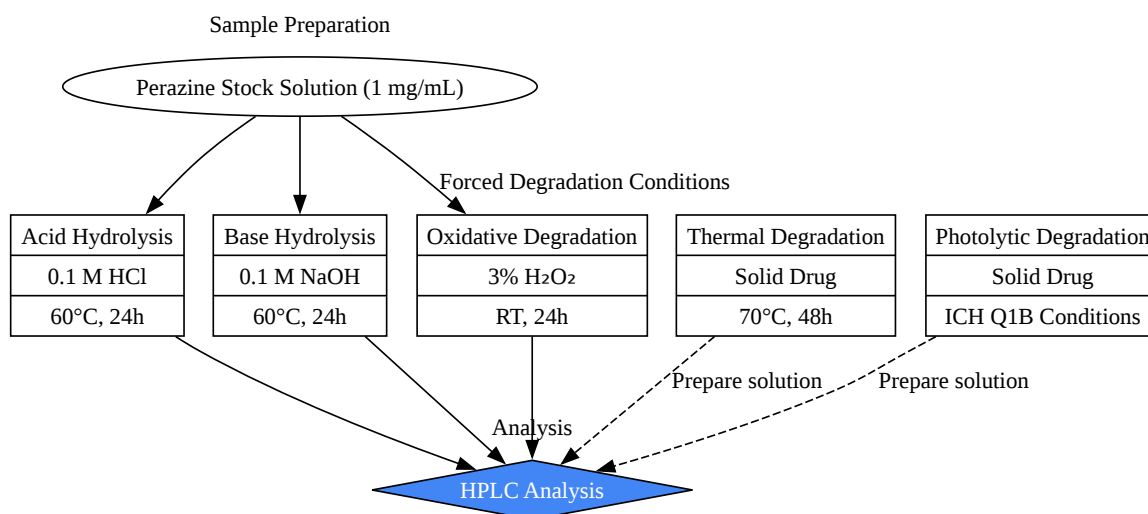 Sample Preparation
Perazine Stock Solution (1 mg/mL)
Forced Degradation Conditions
Acid Hydrolysis
0.1 M HCl
60°C, 24h
Base Hydrolysis
0.1 M NaOH
60°C, 24h
Oxidative Degradation
3% H₂O₂
RT, 24h
Thermal Degradation
Solid Drug
70°C, 48h
Photolytic Degradation
Solid Drug
ICH Q1B Conditions
Prepare solution
Prepare solution
Analysis
HPLC Analysis